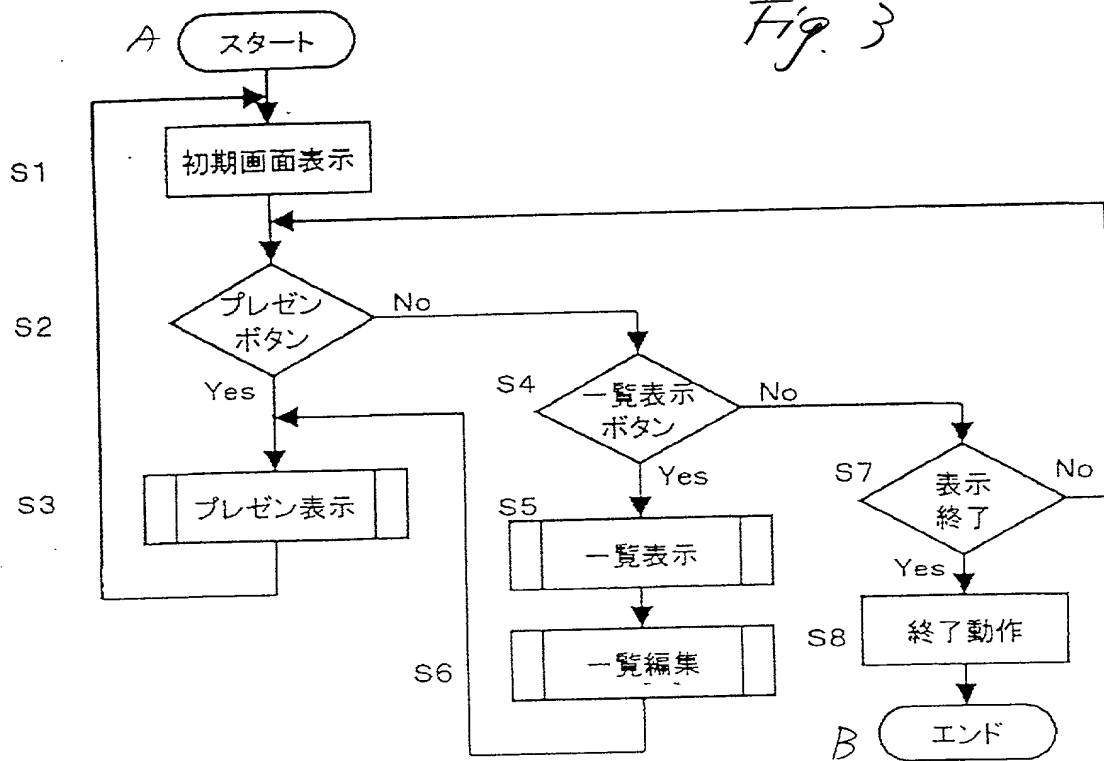 Fig. 3
A
スタート
S1
初期画面表示
S2
プレゼン
ボタン
No
Yes
S4
一覧表示
ボタン
No
Yes
S3
プレゼン表示
S5
一覧表示
S6
一覧編集
S7
表示
終了
No
Yes
S8
終了動作
B
エンド